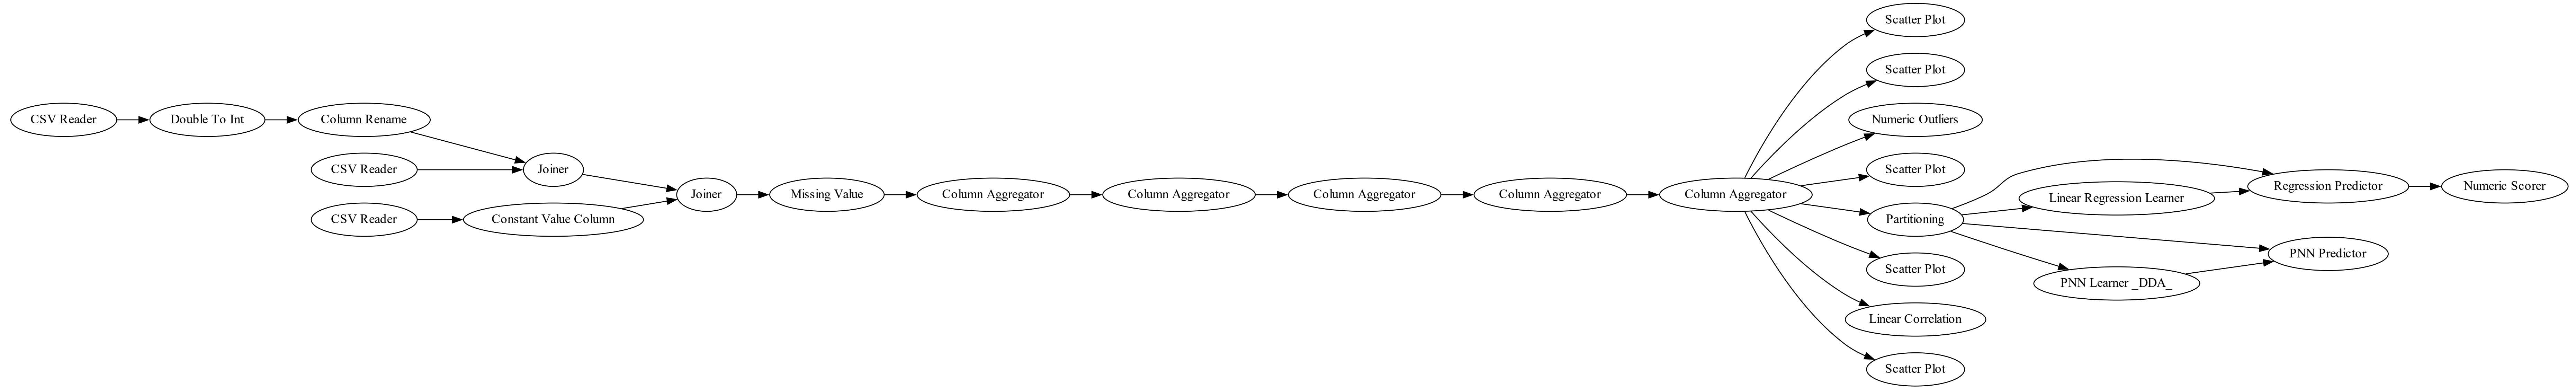 CSV Reader
Double To Int
Column Rename
CSV Reader
Joiner
CSV Reader
Constant Value Column
Joiner
Missing Value
Column Aggregator
Column Aggregator
Column Aggregator
Column Aggregator
Column Aggregator
Scatter Plot
Scatter Plot
Numeric Outliers
Scatter Plot
Partitioning
Scatter Plot
Linear Correlation
Scatter Plot
Linear Regression Learner
PNN Learner _DDA_
Regression Predictor
PNN Predictor
Numeric Scorer